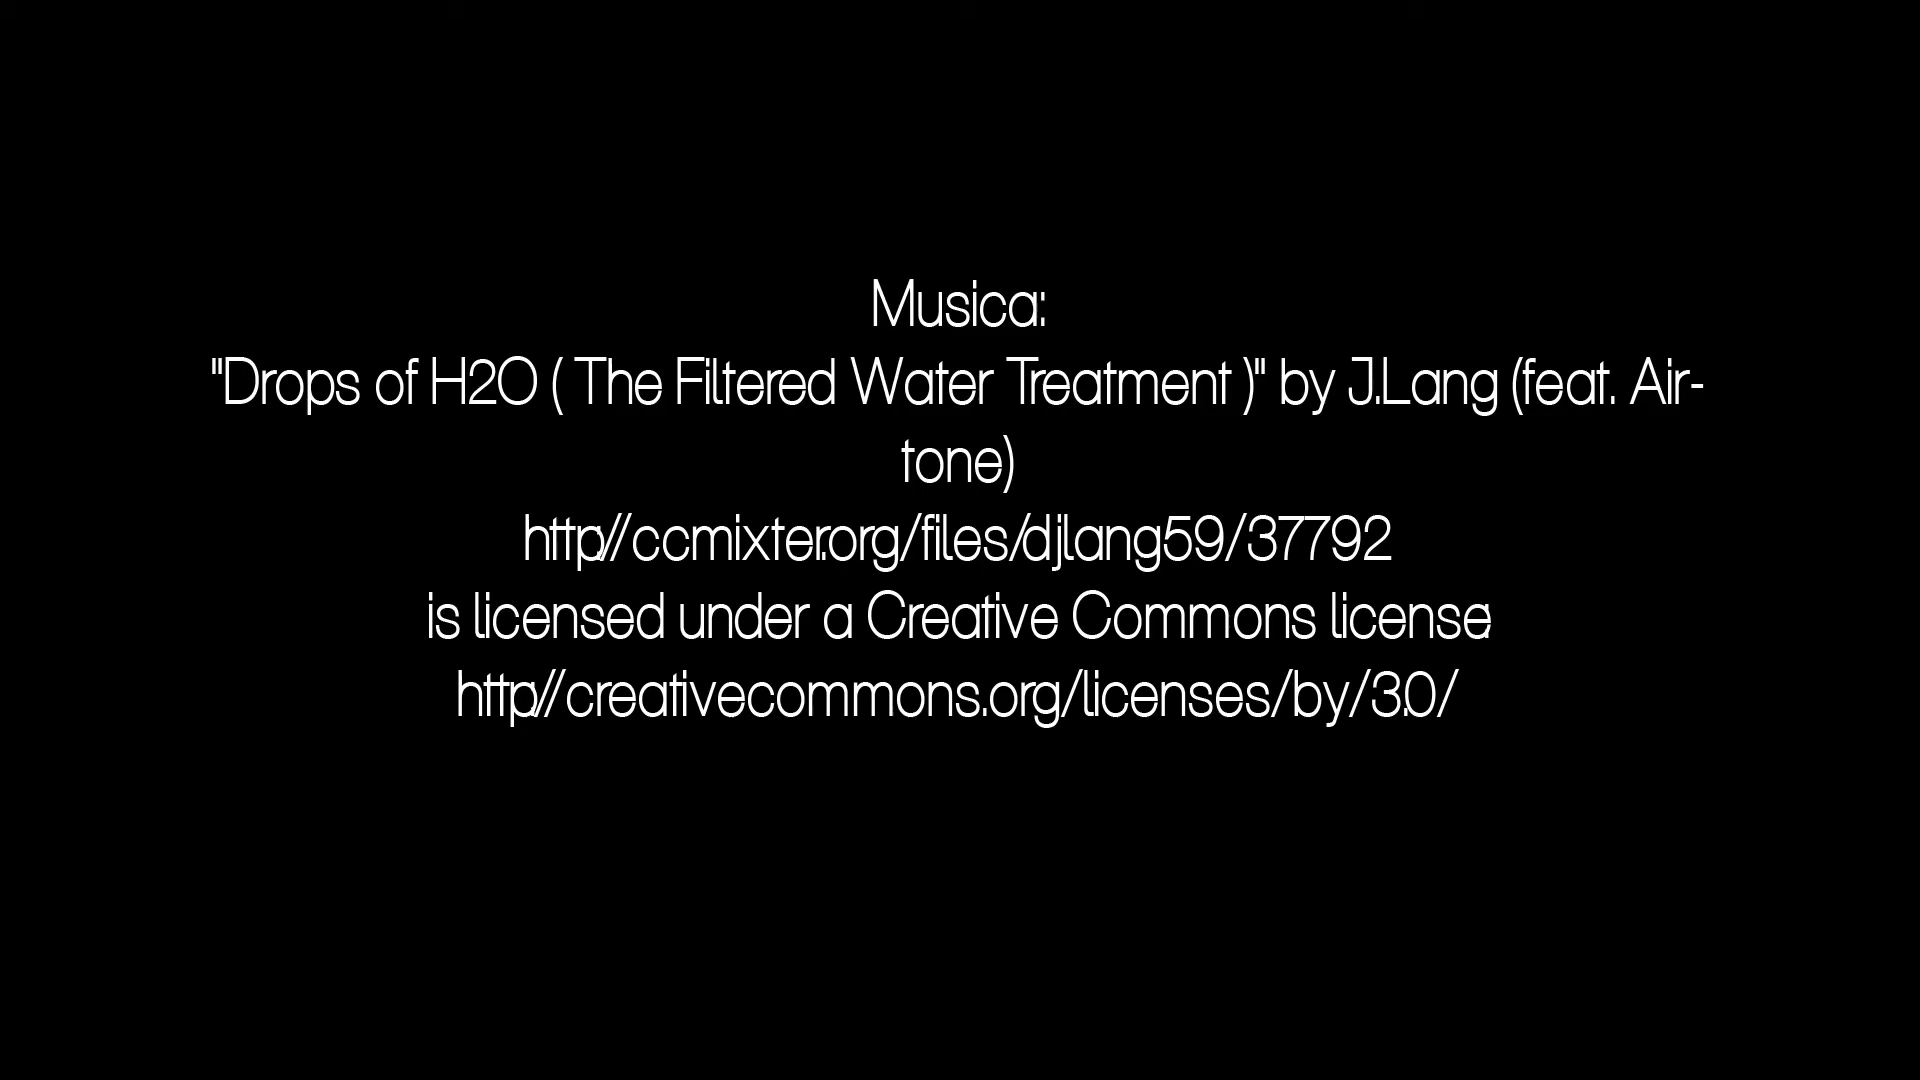 Musica:
"Drops of H2O ( The Filtered Water Treatment )" by J.Lang (feat. Air-
tone)
http://ccmixter.org/files/djlang59/37792
is licensed under a Creative Commons license:
http://creativecommons.org/licenses/by/3.0/